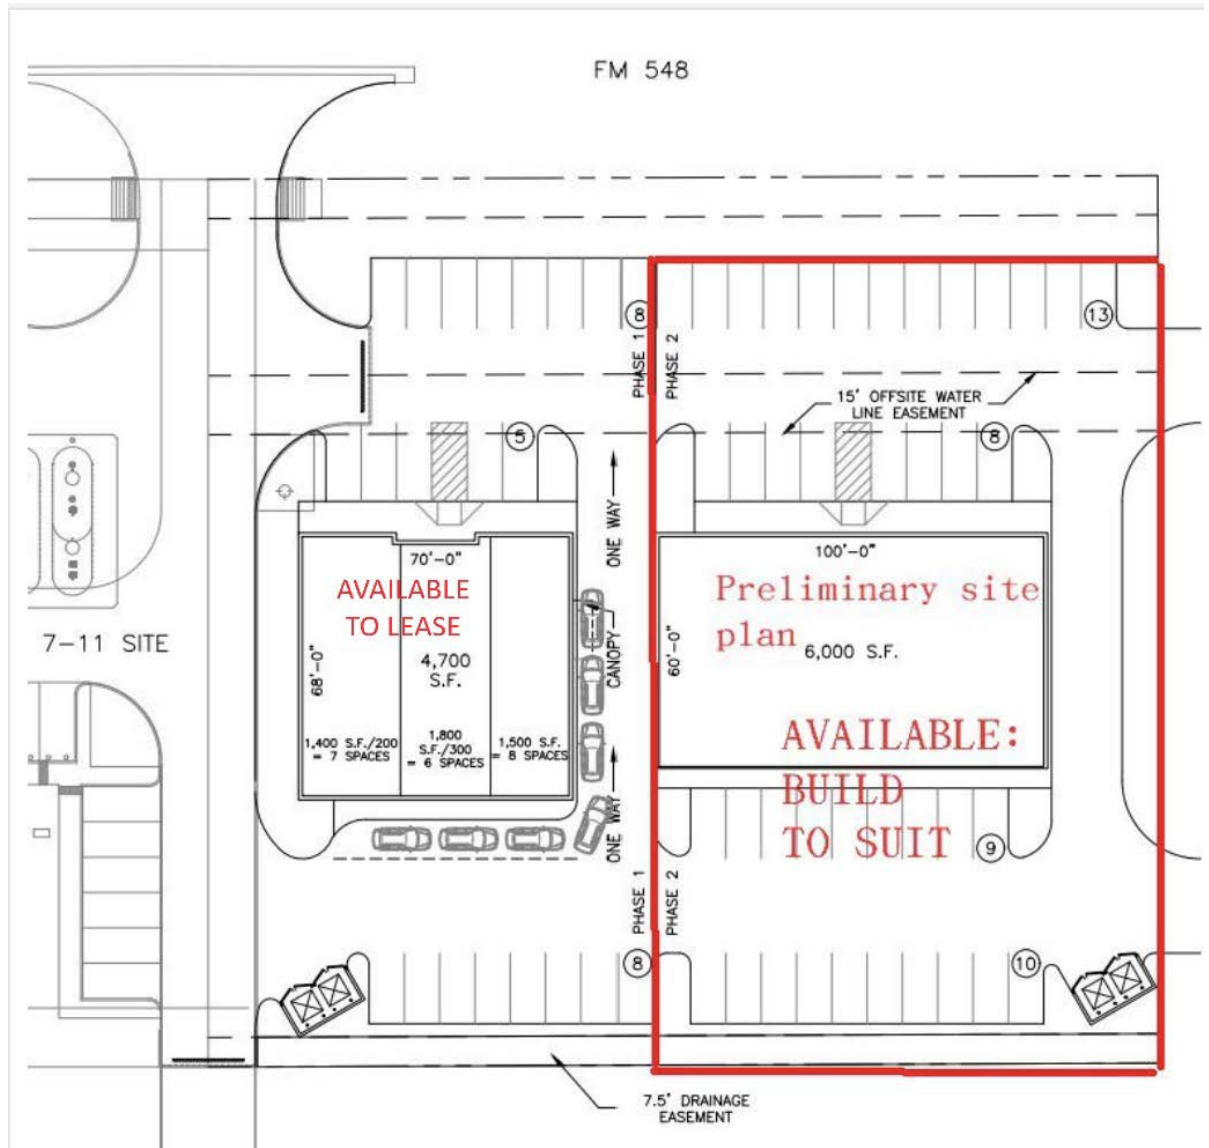 FM 548
8
13
PHASE 1
PHASE 2
15' OFFSITE WATER
LINE EASEMENT
5
8
ONE WAY
70'-0"
100'-0"
AVAILABLE
TO LEASE
Preliminary site
plan
7-11 SITE
68'-0"
4,700
S.F.
CANOPY
60'-0"
6,000 S.F.
1,400 S.F./200
= 7 SPACES
1,800
S.F./300
= 6 SPACES
1,500 S.F.
= 8 SPACES
AVAILABLE:
BUILD
TO SUIT
ONE WAY
9
PHASE 1
PHASE 2
8
10
7.5' DRAINAGE
EASEMENT